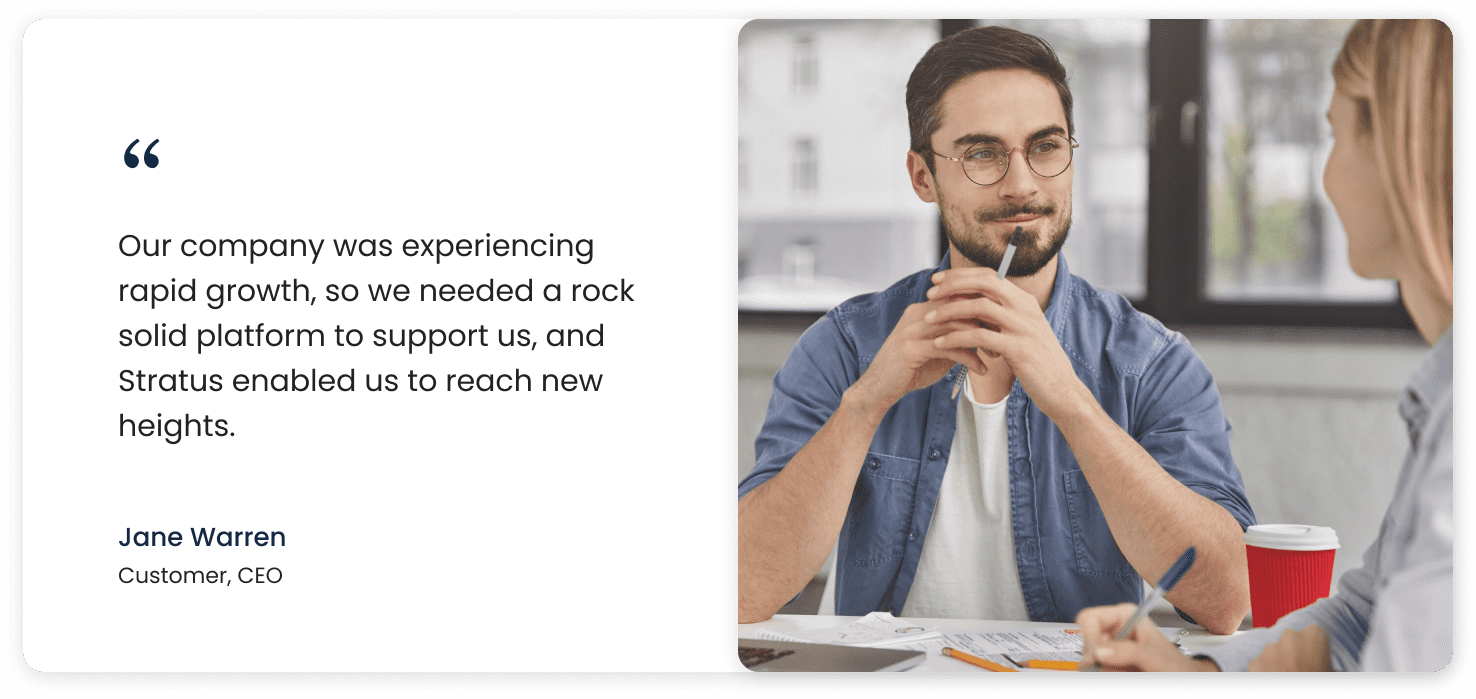 “
Our company was experiencing
rapid growth, so we needed a rock
solid platform to support us, and
Stratus enabled us to reach new
heights.
Jane Warren
Customer, CEO